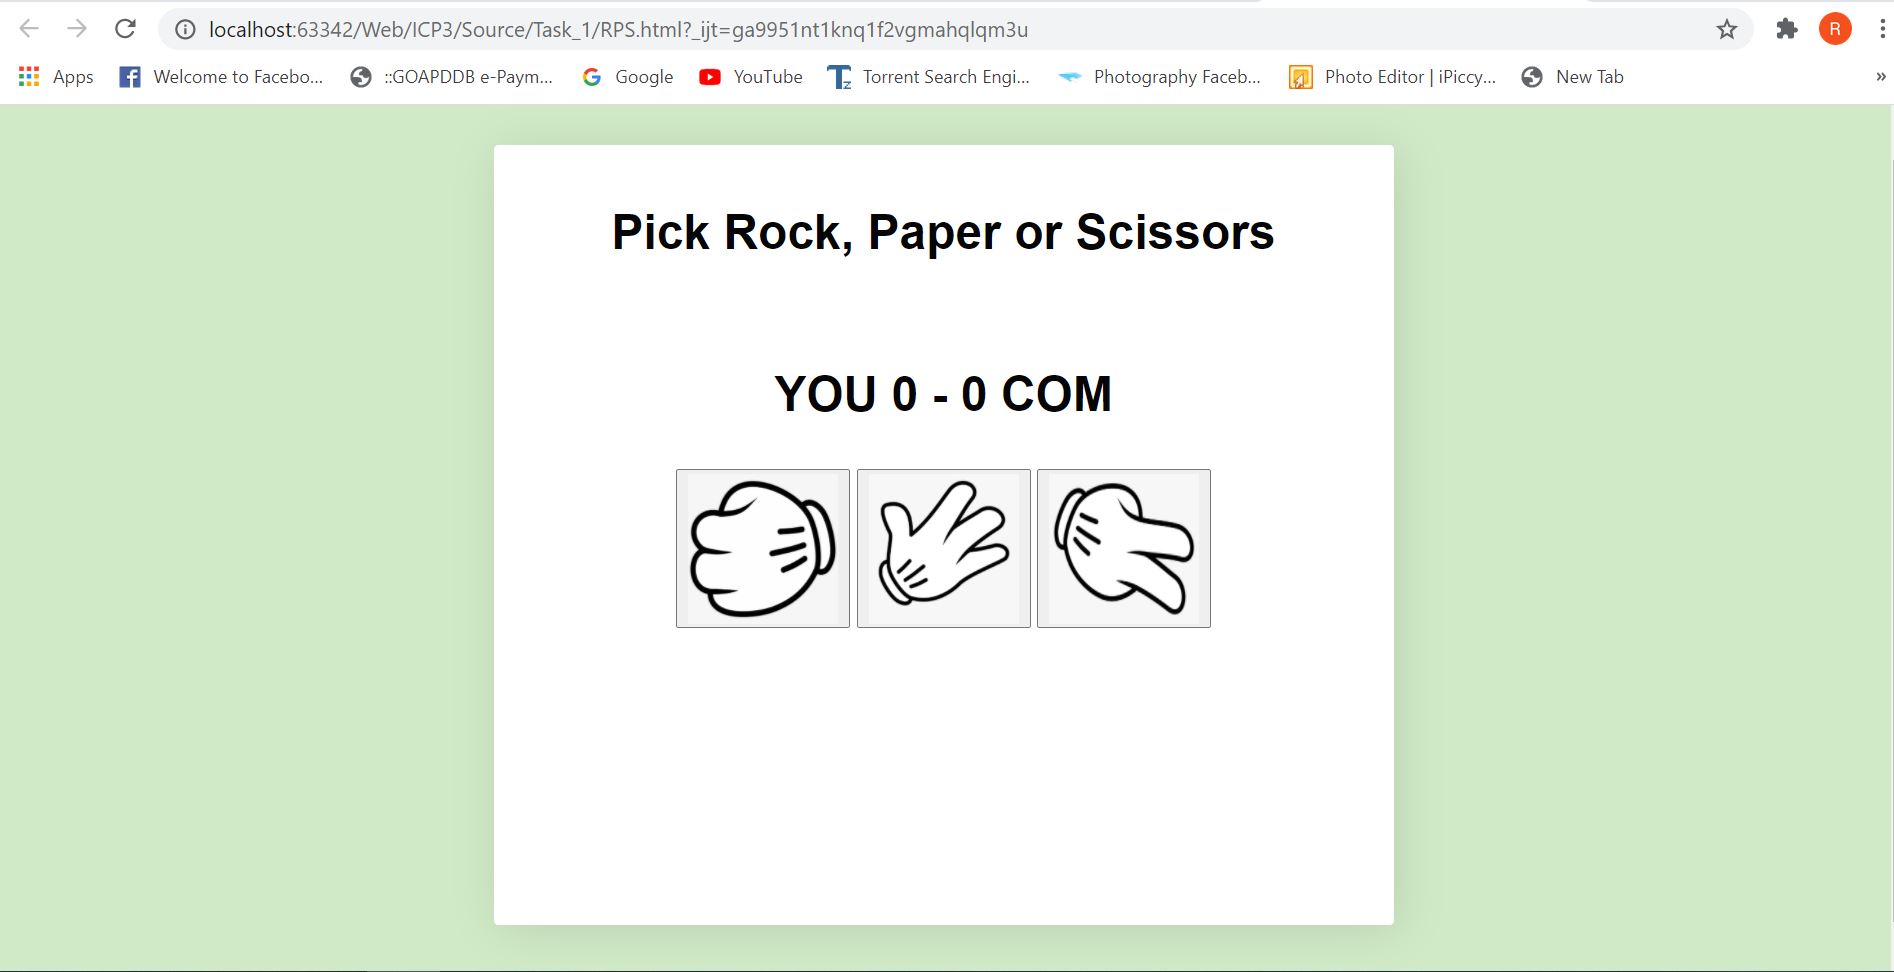 localhost:63342/Web/ICP3/Source/Task_1/RPS.html?_ijt=ga9951nt1knq1f2vgmahqlqm3u
R
Apps Welcome to Facebo... ::GOAPDDB e-Paym... Google YouTube Torrent Search Engi... Photography Faceb... Photo Editor | iPiccy... New Tab »
Pick Rock, Paper or Scissors
YOU 0 - 0 COM